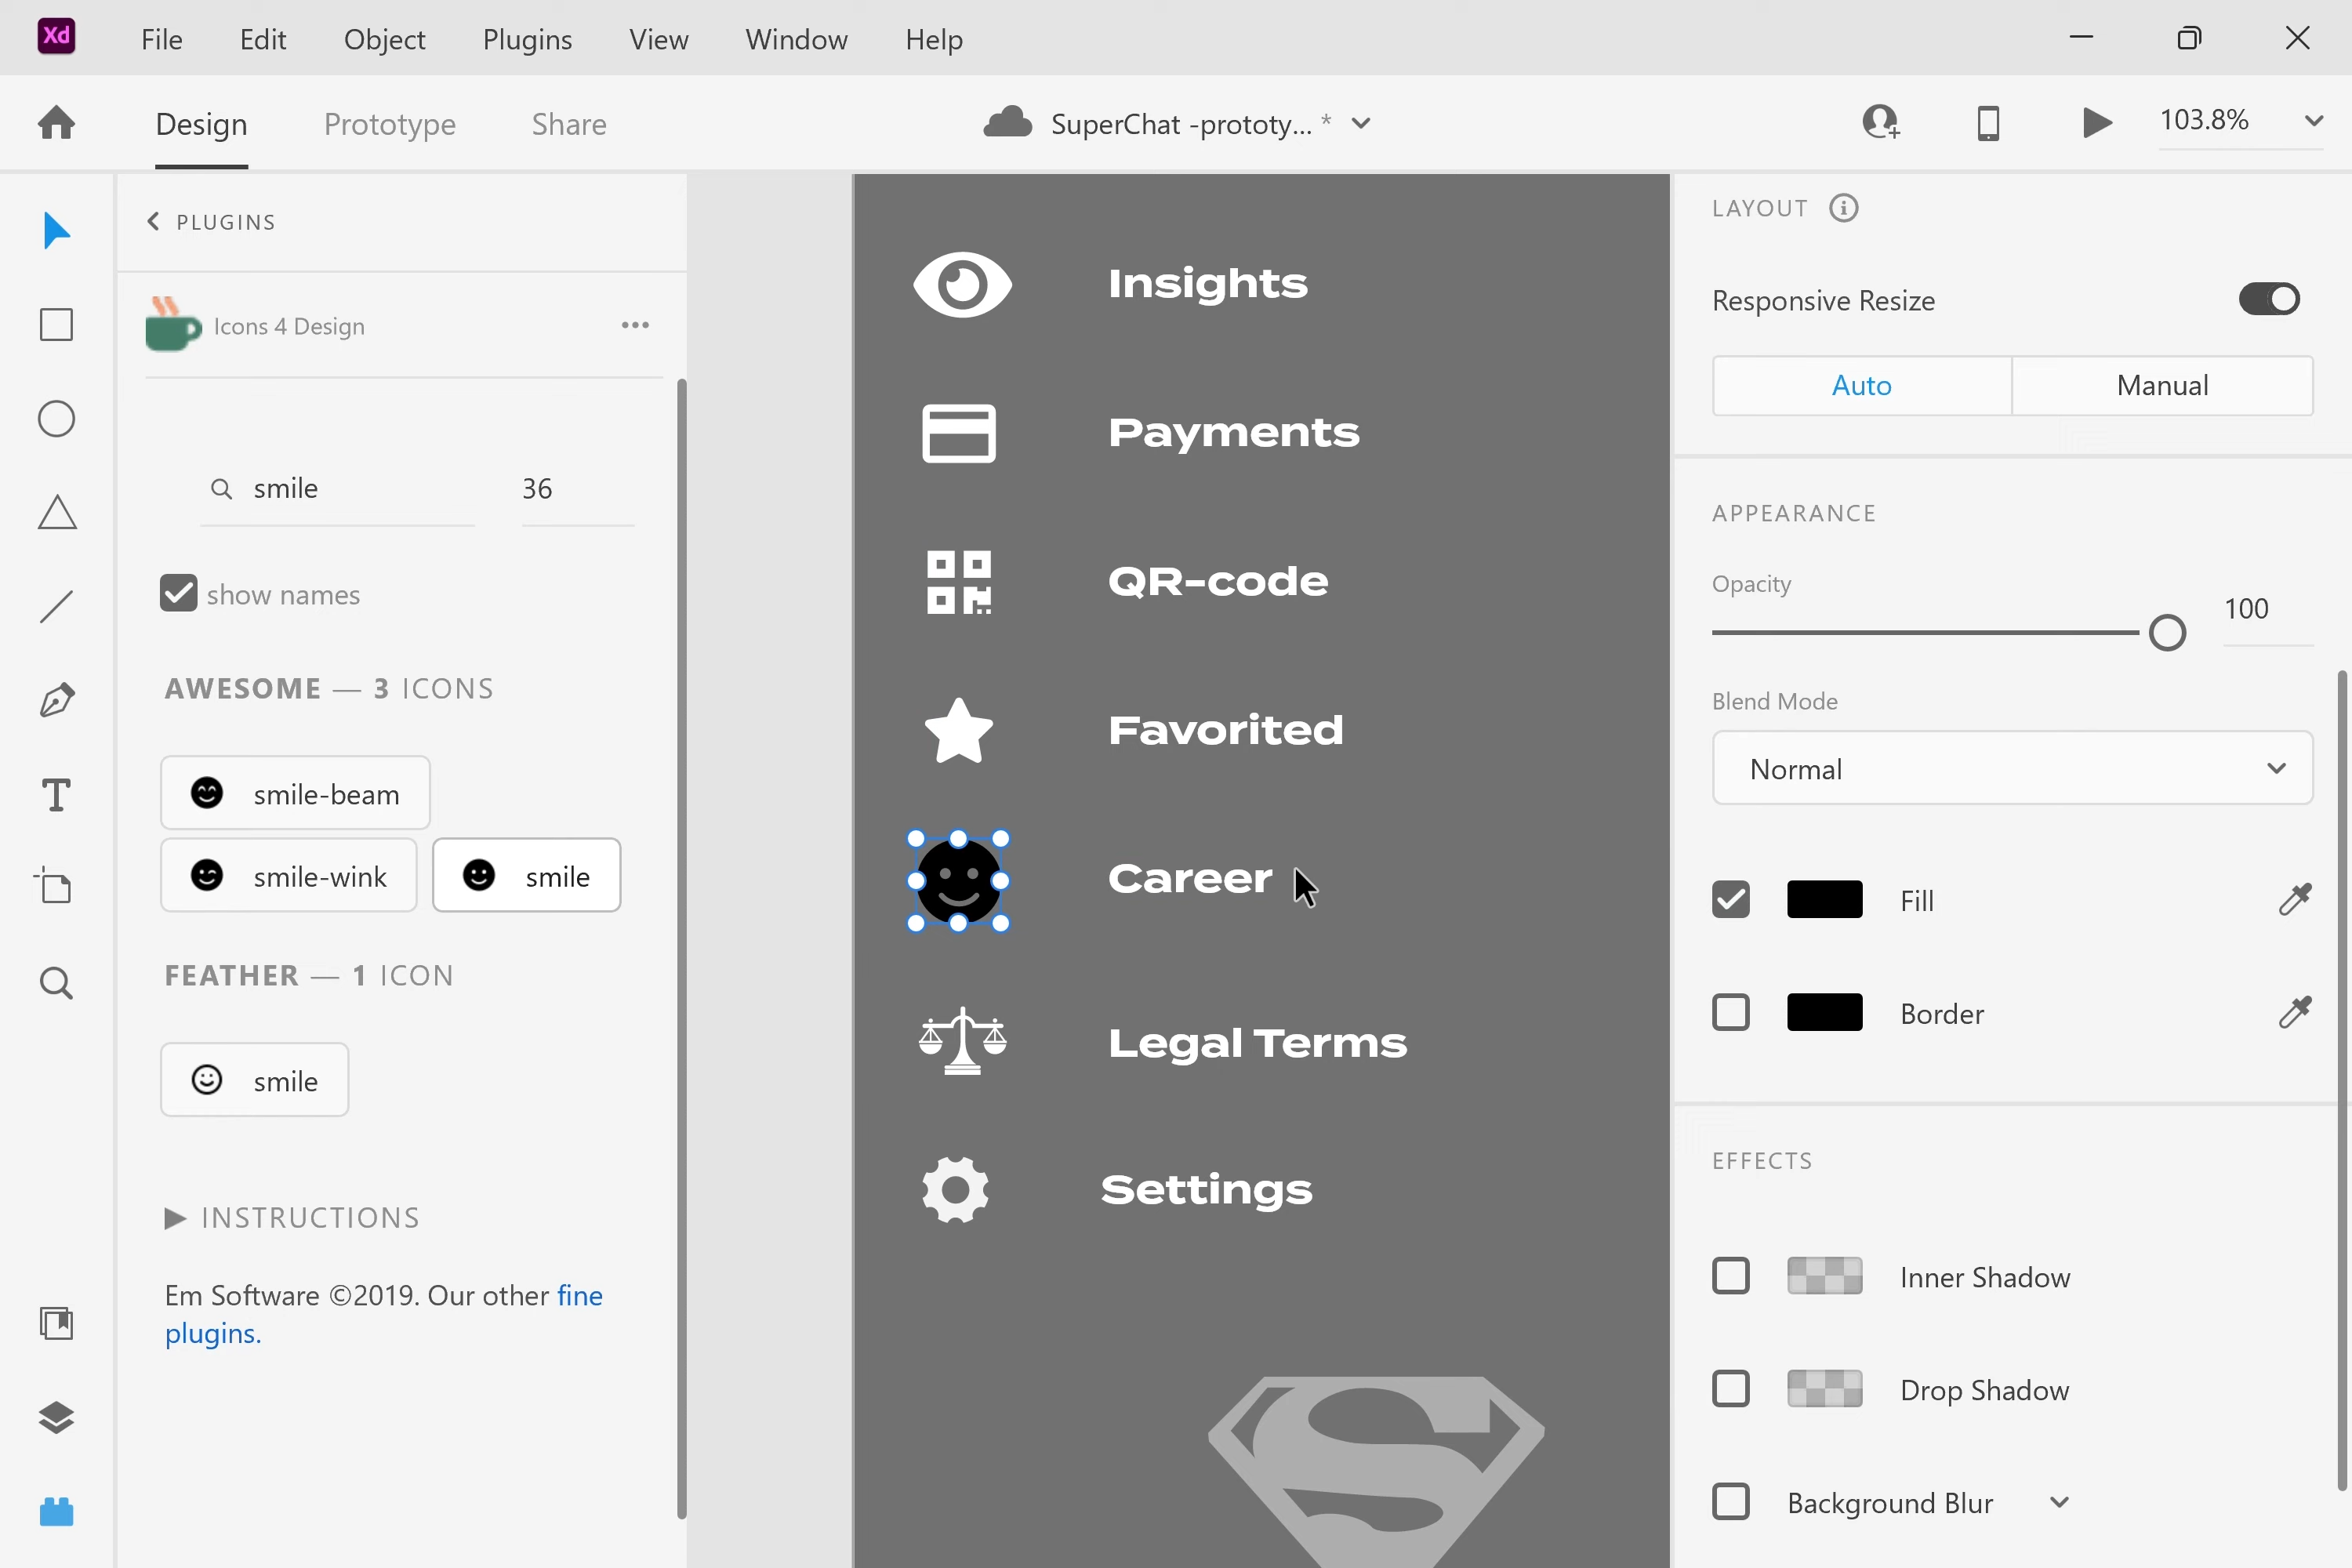 Xd File Edit Object Plugins View Window Help
Design Prototype Share SuperChat -prototy... * 103.8%
PLUGINS
Icons 4 Design
smile 36
show names
AWESOME — 3 ICONS
smile-beam
smile-wink smile
FEATHER — 1 ICON
smile
INSTRUCTIONS
Em Software ©2019. Our other fine
plugins.
Insights
Payments
QR-code
Favorited
Career
Legal Terms
Settings
S
LAYOUT
Responsive Resize
Auto Manual
APPEARANCE
Opacity
100
Blend Mode
Normal
Fill
Border
EFFECTS
Inner Shadow
Drop Shadow
Background Blur